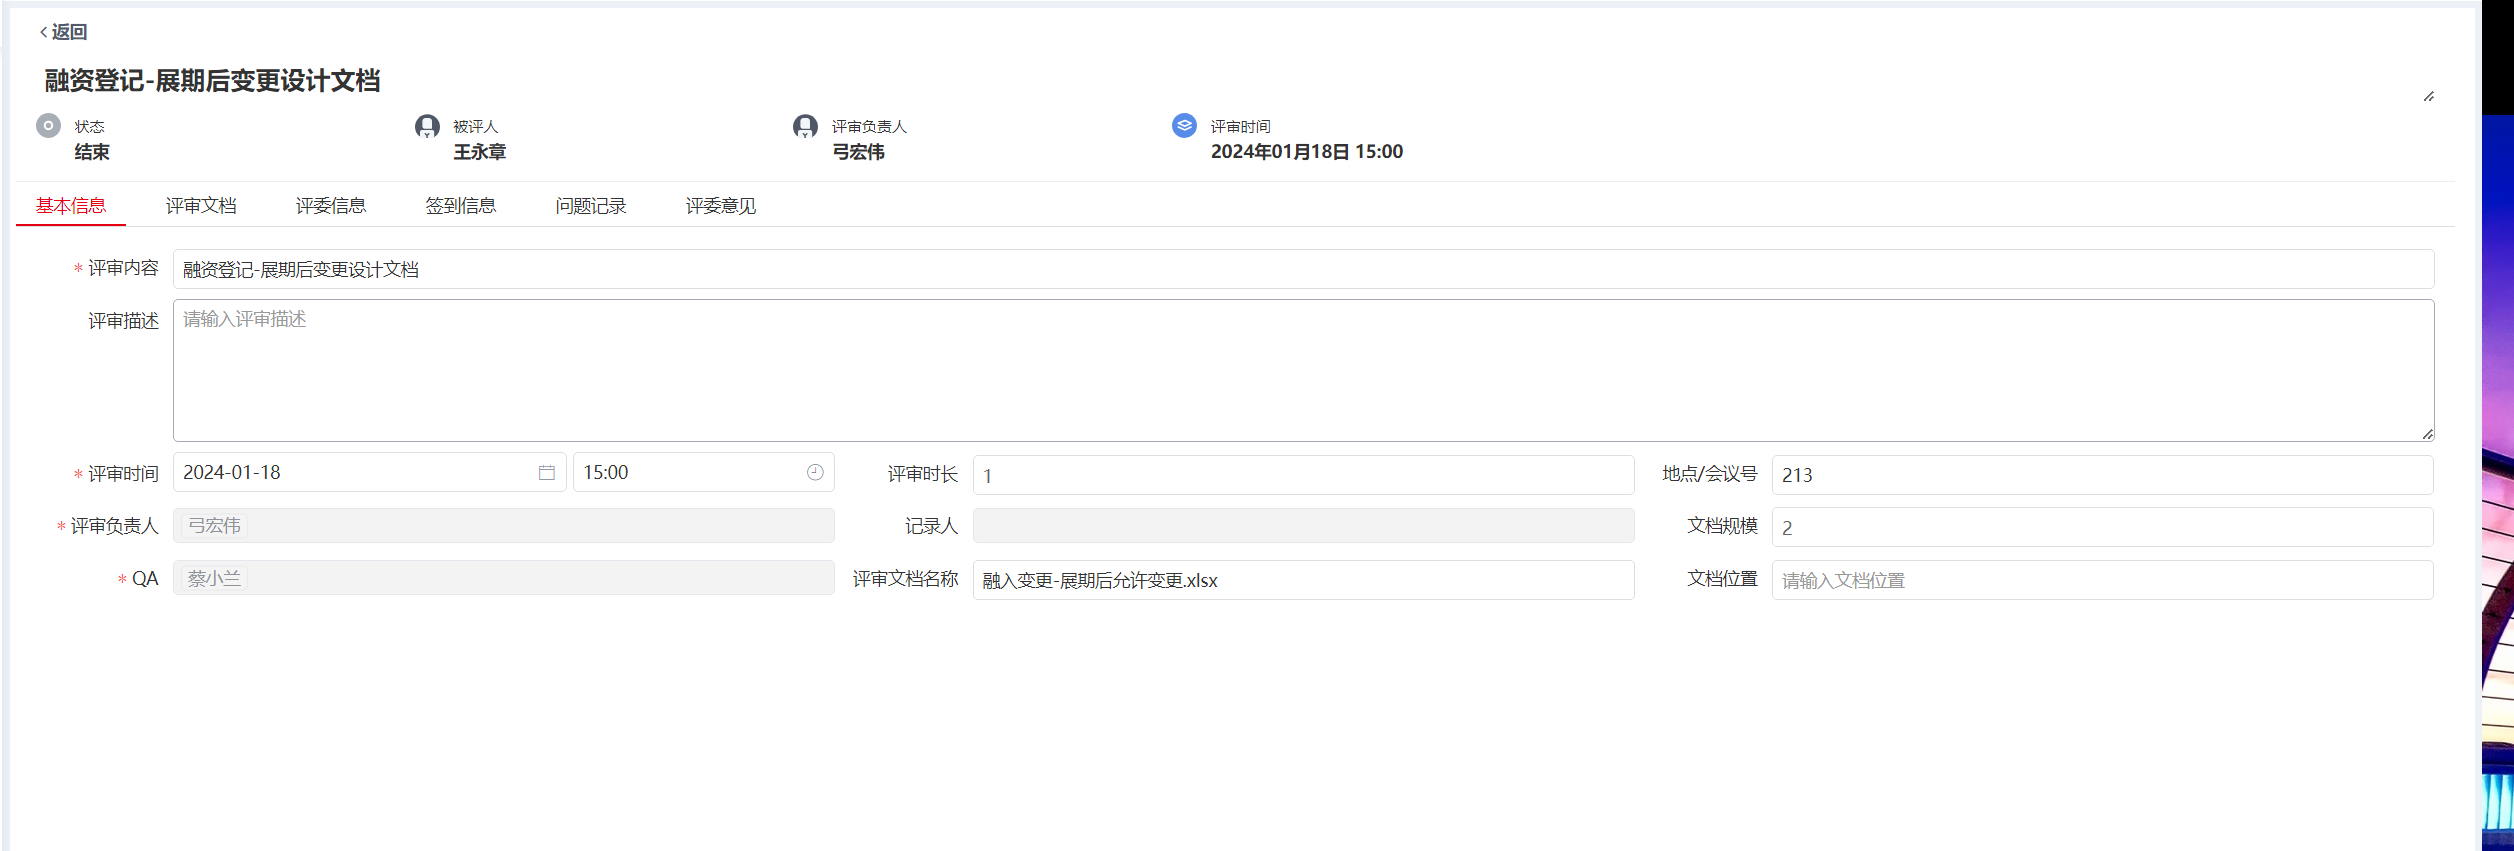 返回
融资登记-展期后变更设计文档
状态 被评人 评审负责人 评审时间
结束 王永章 弓宏伟 2024年01月18日 15:00
基本信息 评审文档 评委信息 签到信息 问题记录 评委意见
* 评审内容 融资登记-展期后变更设计文档
评审描述 请输入评审描述
* 评审时间 2024-01-18 15:00 评审时长 1 地点/会议号 213
* 评审负责人 弓宏伟 记录人 文档规模 2
* QA 蔡小兰 评审文档名称 融入变更-展期后允许变更.xlsx 文档位置 请输入文档位置